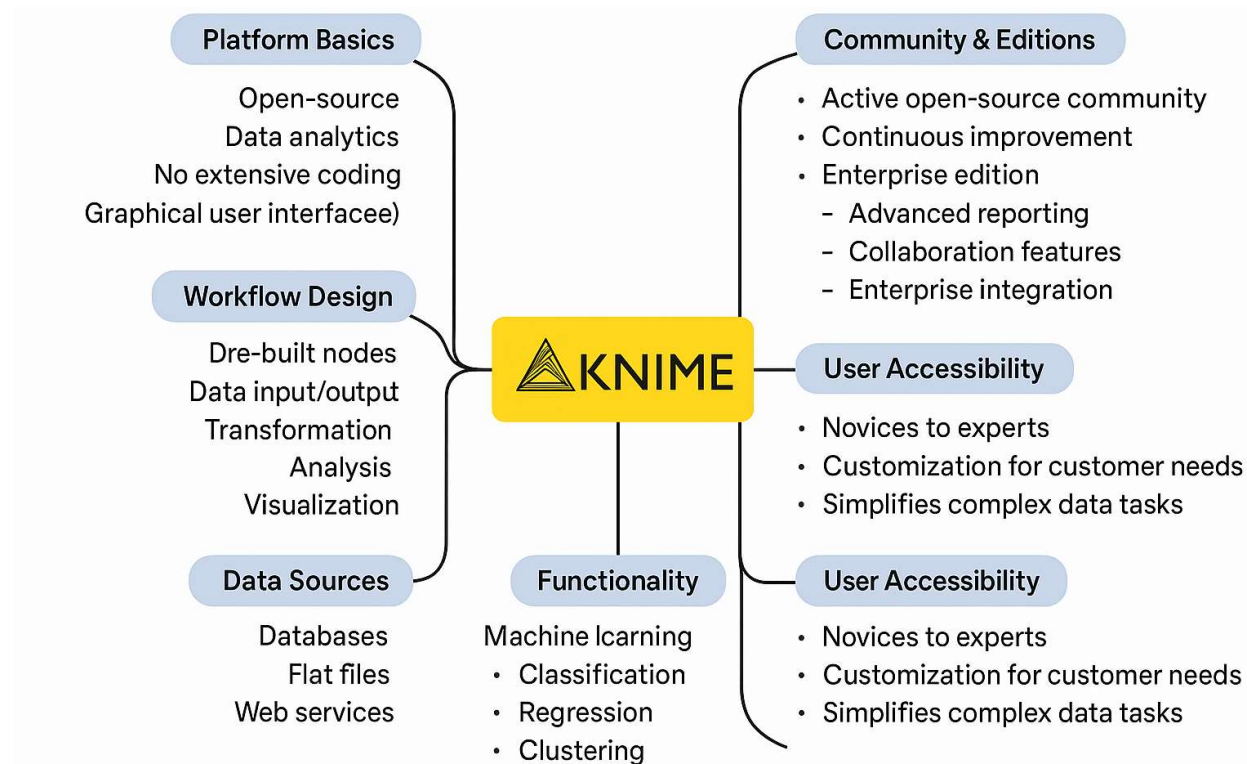 Platform Basics
Open-source
Data analytics
No extensive coding
Graphical user interfacee)
Workflow Design
Dre-built nodes
Data input/output
Transformation
Analysis
Visualization
Data Sources
Databases
Flat files
Web services
KNIME
Functionality
Machine lcarning
• Classification
• Regression
• Clustering
Community & Editions
• Active open-source community
• Continuous improvement
• Enterprise edition
– Advanced reporting
– Collaboration features
– Enterprise integration
User Accessibility
• Novices to experts
• Customization for customer needs
• Simplifies complex data tasks
User Accessibility
• Novices to experts
• Customization for customer needs
• Simplifies complex data tasks